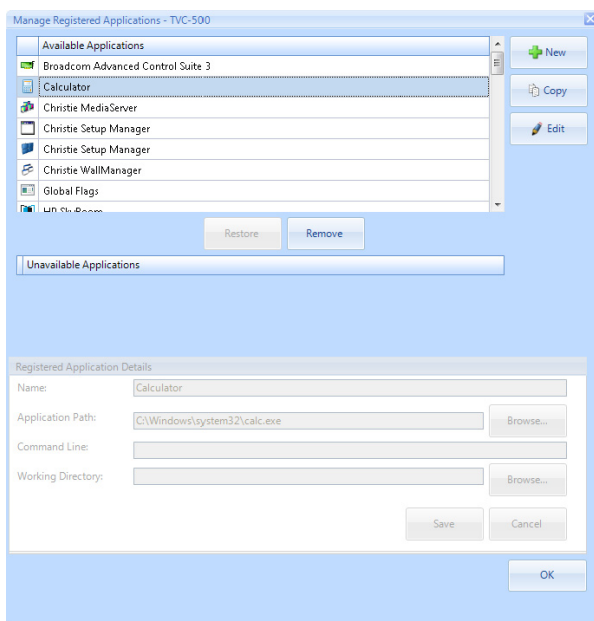 Manage Registered Applications - TVC-500
Available Applications
New
Broadcom Advanced Control Suite 3
Calculator
Copy
Christie MediaServer
Christie Setup Manager
Edit
Christie Setup Manager
Christie WallManager
Global Flags
HP SkyRoom
Restore
Remove
Unavailable Applications
Registered Application Details
Name:
Calculator
Application Path:
C:\Windows\system32\calc.exe
Browse...
Command Line:
Working Directory:
Browse...
Save
Cancel
OK